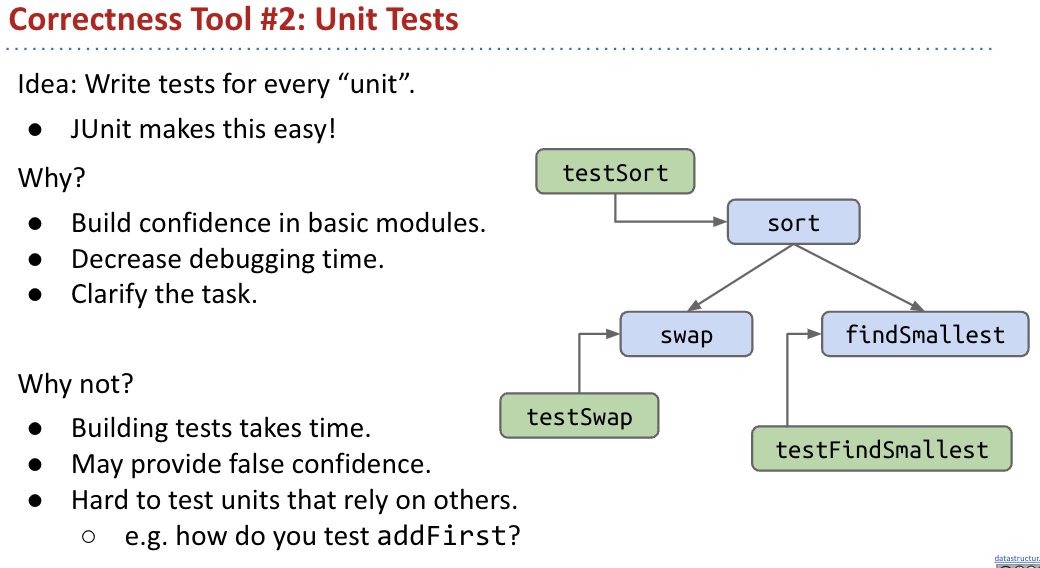 Correctness Tool #2: Unit Tests
Idea: Write tests for every “unit”.
● JUnit makes this easy!
Why?
● Build confidence in basic modules.
● Decrease debugging time.
● Clarify the task.
Why not?
● Building tests takes time.
● May provide false confidence.
● Hard to test units that rely on others.
○ e.g. how do you test addFirst?
testSort
sort
swap
findSmallest
testSwap
testFindSmallest
datastructur.